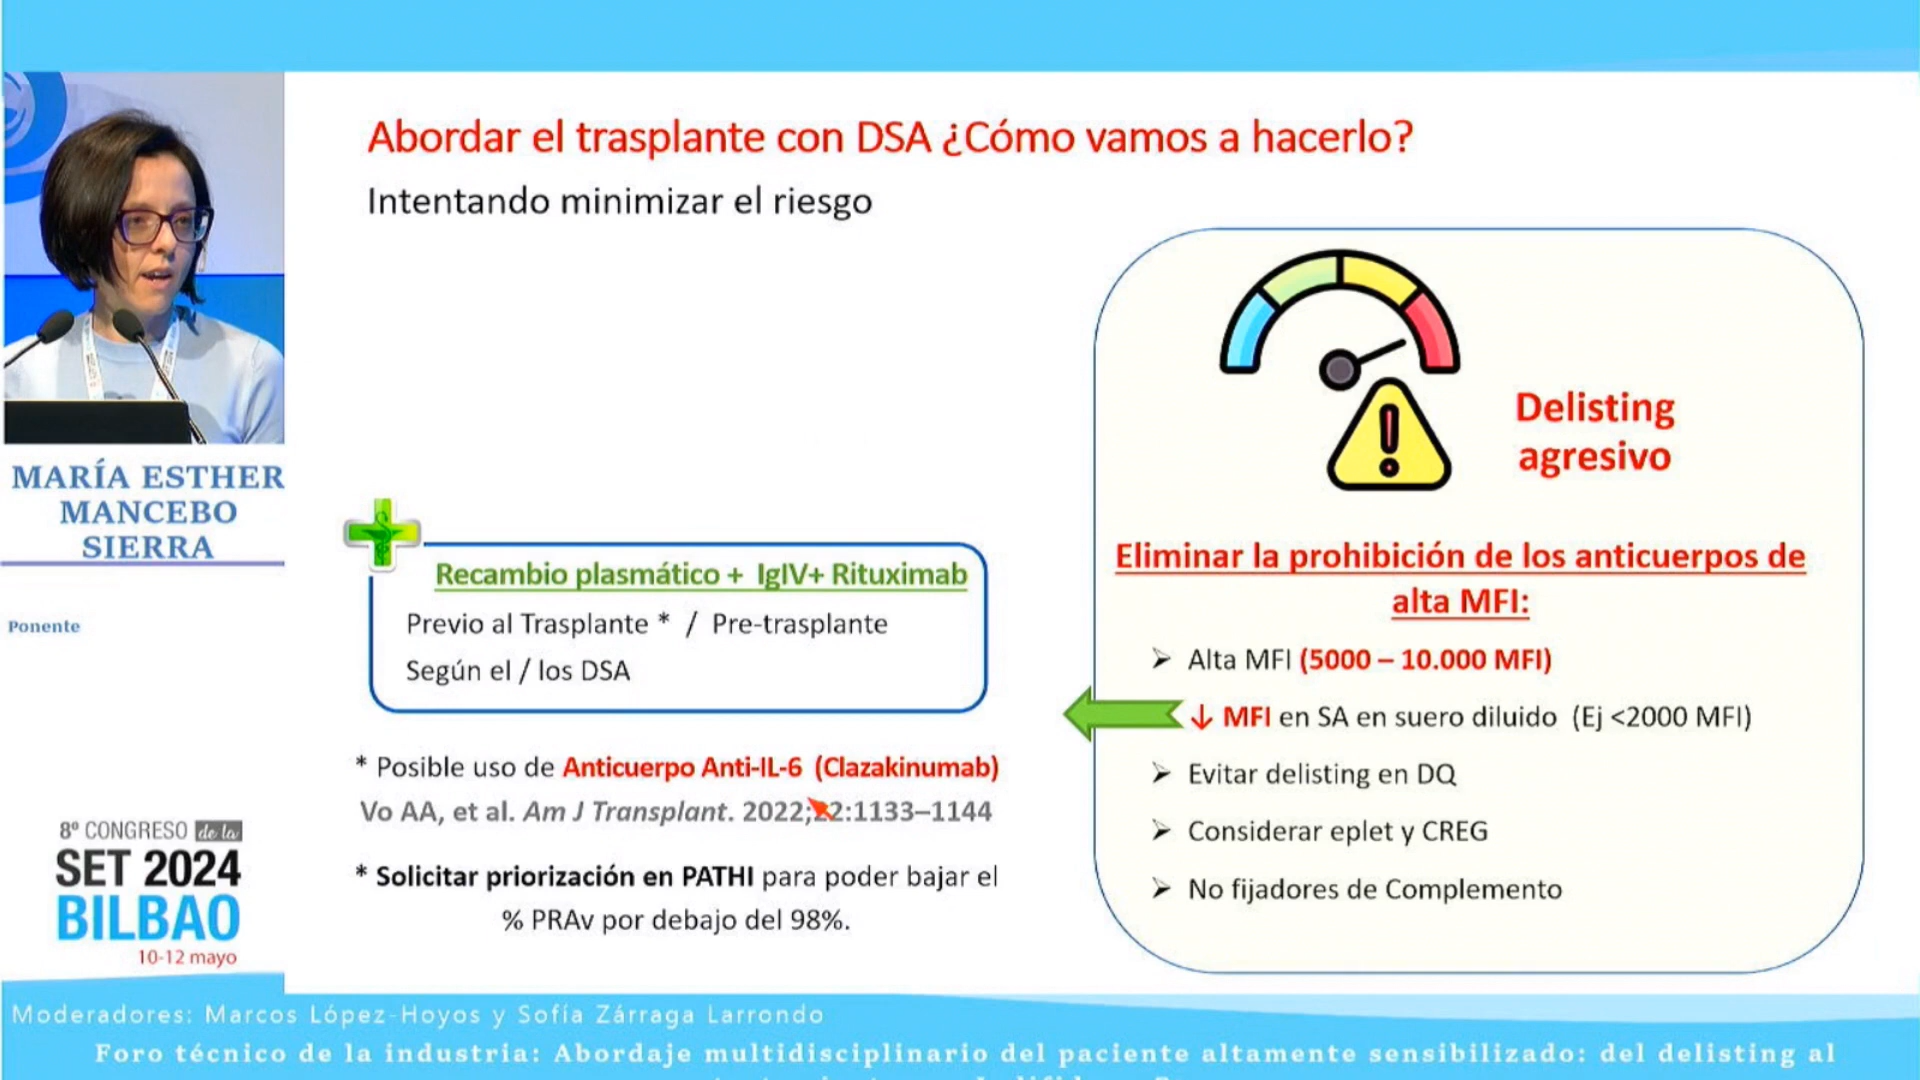 Abordar el trasplante con DSA ¿Cómo vamos a hacerlo?
Intentando minimizar el riesgo
MARÍA ESTHER
MANCEBO
SIERRA
Ponente
8º CONGRESO de la
SET 2024
BILBAO
10-12 mayo
Recambio plasmático + IgIV+ Rituximab
Previo al Trasplante * / Pre-trasplante
Según el / los DSA
* Posible uso de Anticuerpo Anti-IL-6 (Clazakinumab)
Vo AA, et al. Am J Transplant. 2022;22:1133–1144
* Solicitar priorización en PATHI para poder bajar el
% PRAv por debajo del 98%.
Delisting
agresivo
Eliminar la prohibición de los anticuerpos de
alta MFI:
➢ Alta MFI (5000 – 10.000 MFI)
↓ MFI en SA en suero diluido (Ej <2000 MFI)
➢ Evitar delisting en DQ
➢ Considerar eplet y CREG
➢ No fijadores de Complemento
Moderadores: Marcos López-Hoyos y Sofía Zárraga Larrondo
Foro técnico de la industria: Abordaje multidisciplinario del paciente altamente sensibilizado: del delisting al